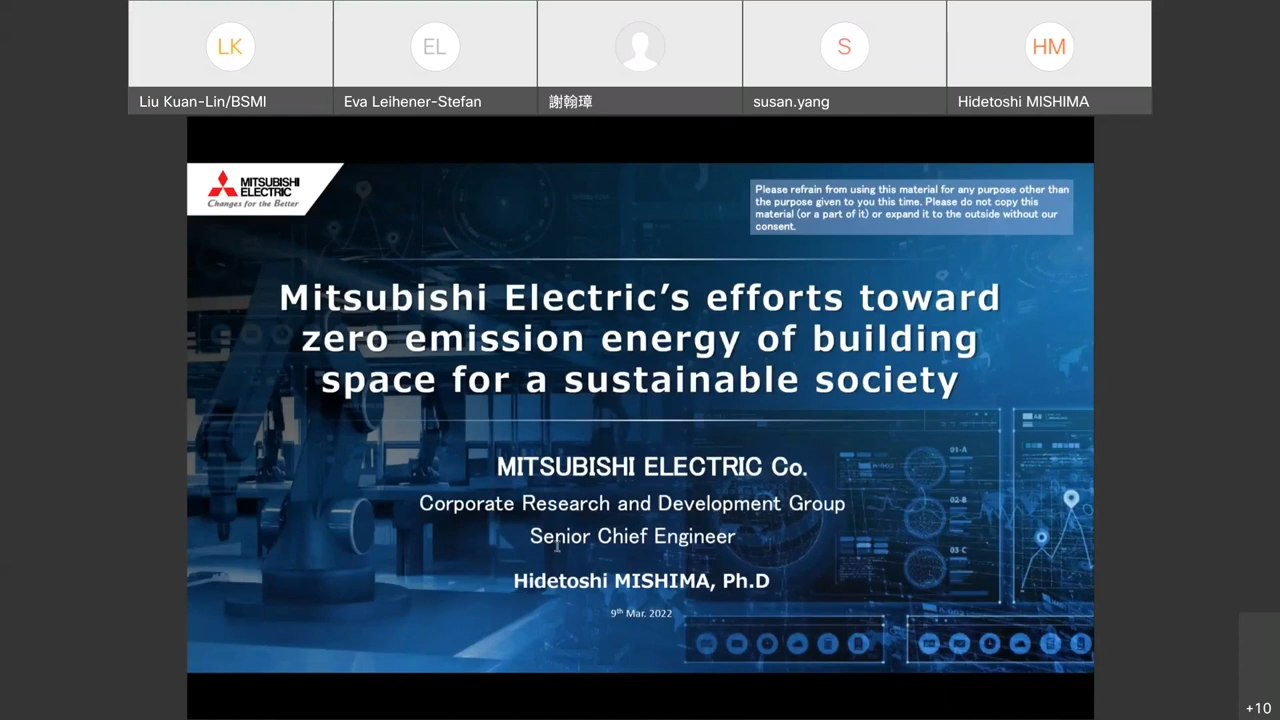 LK
EL
S
HM
Liu Kuan-Lin/BSMI
Eva Leihener-Stefan
謝翰璋
susan.yang
Hidetoshi MISHIMA
MITSUBISHI
ELECTRIC
Changes for the Better
Please refrain from using this material for any purpose other than
the purpose given to you this time. Please do not copy this
material (or a part of it) or expand it to the outside without our
consent.
Mitsubishi Electric's efforts toward
zero emission energy of building
space for a sustainable society
MITSUBISHI ELECTRIC Co.
Corporate Research and Development Group
Senior Chief Engineer
Hidetoshi MISHIMA, Ph.D
9th Mar. 2022
01-A
02-B
03 C
+10